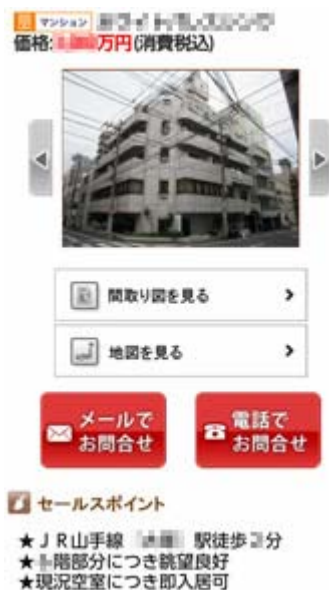 マンション
価格: 万円(消費税込)
間取り図を見る
地図を見る
メールで
お問合せ
電話で
お問合せ
セールスポイント
★JR山手線 駅徒歩 分
★ 階部分につき眺望良好
★現況空室につき即入居可